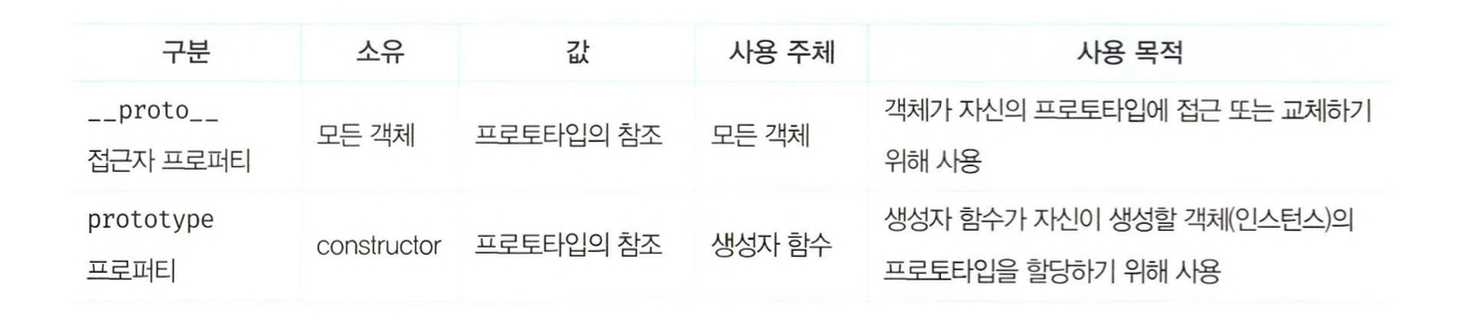 구분 소유 값 사용 주체 사용 목적
__proto__
접근자 프로퍼티
모든 객체
프로토타입의 참조
모든 객체
객체가 자신의 프로토타입에 접근 또는 교체하기
위해 사용
prototype
프로퍼티
constructor
프로토타입의 참조
생성자 함수
생성자 함수가 자신이 생성할 객체(인스턴스)의
프로토타입을 할당하기 위해 사용